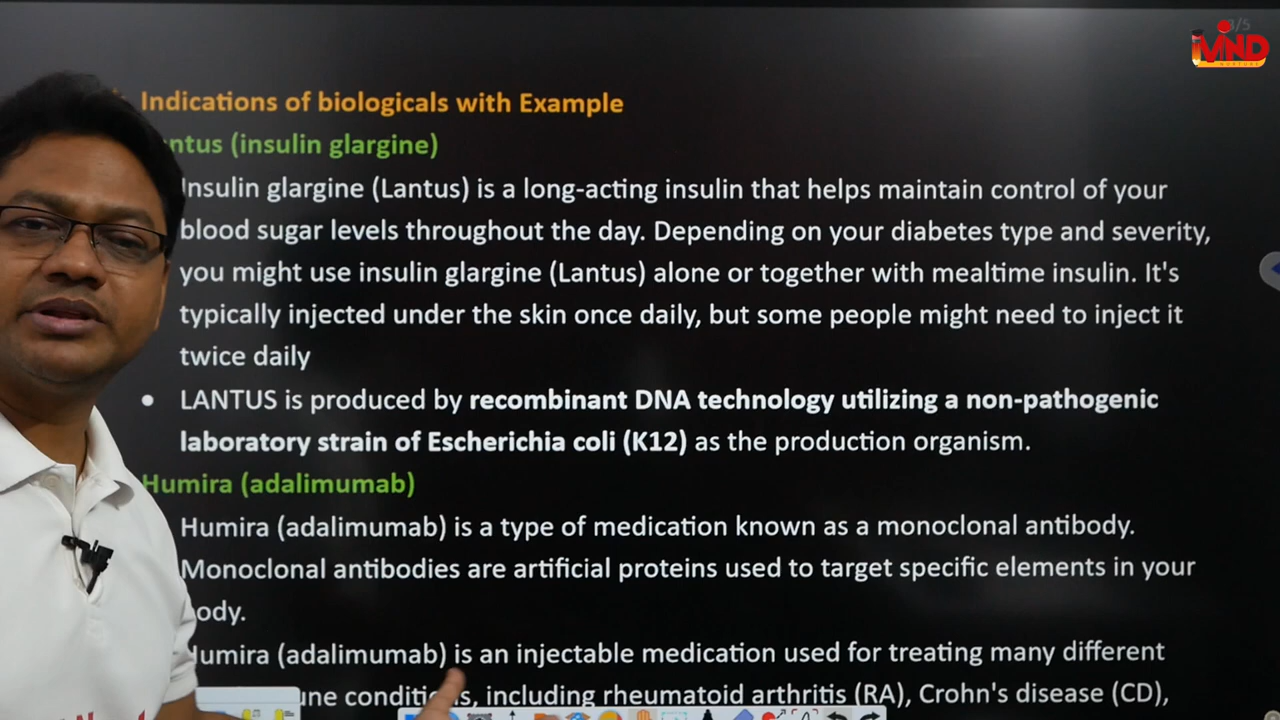 3/5
MIND
Indications of biologicals with Example
ntus (insulin glargine)
Insulin glargine (Lantus) is a long-acting insulin that helps maintain control of your
blood sugar levels throughout the day. Depending on your diabetes type and severity,
you might use insulin glargine (Lantus) alone or together with mealtime insulin. It's
typically injected under the skin once daily, but some people might need to inject it
twice daily
• LANTUS is produced by recombinant DNA technology utilizing a non-pathogenic
laboratory strain of Escherichia coli (K12) as the production organism.
Humira (adalimumab)
Humira (adalimumab) is a type of medication known as a monoclonal antibody.
Monoclonal antibodies are artificial proteins used to target specific elements in your
ody.
Humira (adalimumab) is an injectable medication used for treating many different
une conditi s, including rheumatoid arthritis (RA), Crohn's disease (CD),